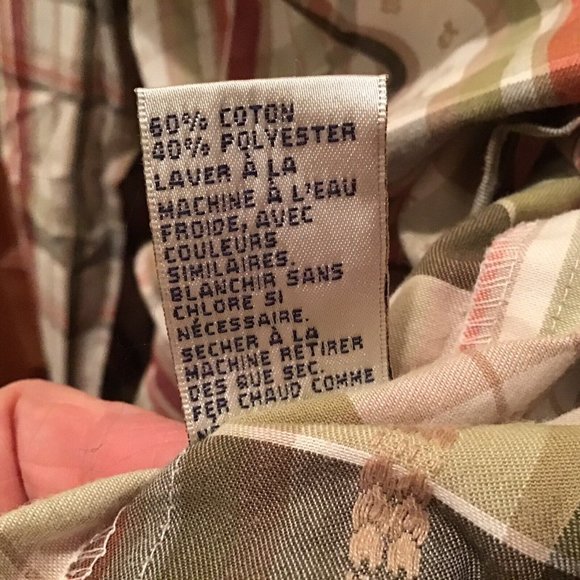 60% COTON
40% POLYESTER
LAVER À LA
MACHINE À L'EAU
FROIDE, AVEC
COULEURS
SIMILAIRES.
BLANCHIR SANS
CHLORE SI
NÉCESSAIRE.
SECHER À LA
MACHINE RETIRER
DES QUE SEC.
FER CHAUD COMME